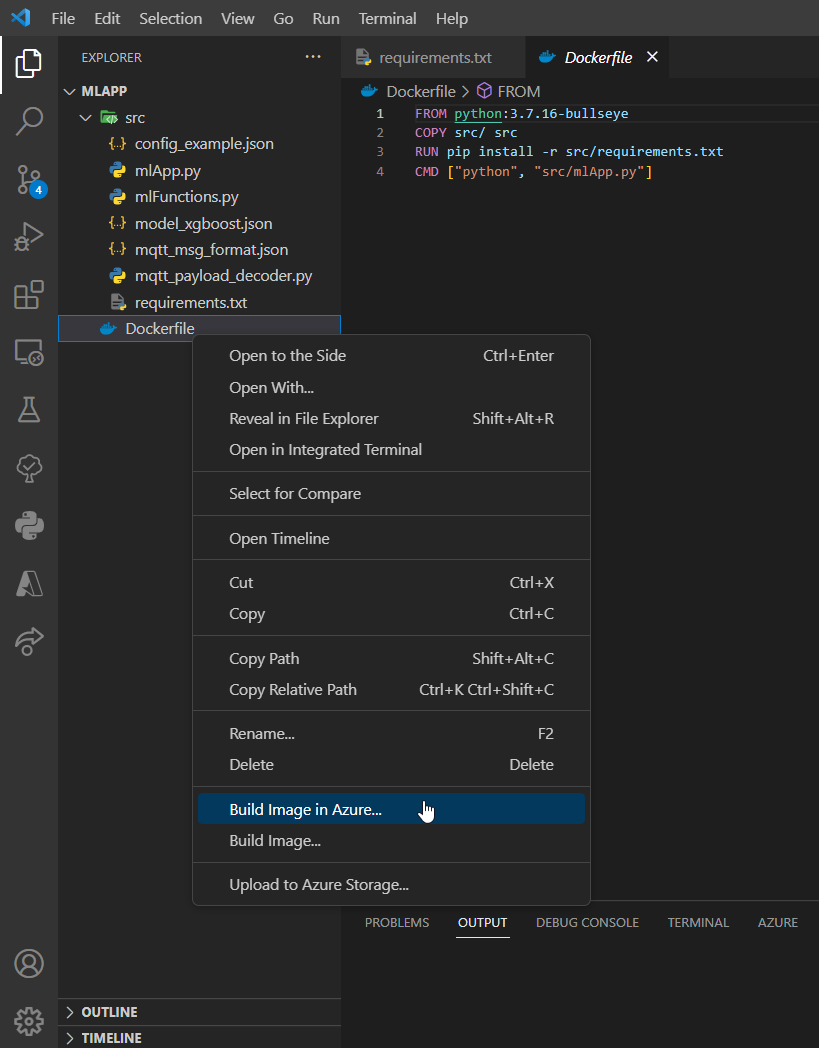 File Edit Selection View Go Run Terminal Help
EXPLORER ...
requirements.txt Dockerfile
MLAPP
src
config_example.json
mlApp.py
mlFunctions.py
model_xgboost.json
mqtt_msg_format.json
mqtt_payload_decoder.py
requirements.txt
Dockerfile
Dockerfile > FROM
1 FROM python:3.7.16-bullseye
2 COPY src/ src
3 RUN pip install -r src/requirements.txt
4 CMD ["python", "src/mlApp.py"]
4
Open to the Side Ctrl+Enter
Open With...
Reveal in File Explorer Shift+Alt+R
Open in Integrated Terminal
Select for Compare
Open Timeline
Cut Ctrl+X
Copy Ctrl+C
Copy Path Shift+Alt+C
Copy Relative Path Ctrl+K Ctrl+Shift+C
Rename... F2
Delete Delete
Build Image in Azure...
Build Image...
Upload to Azure Storage...
PROBLEMS OUTPUT DEBUG CONSOLE TERMINAL AZURE
OUTLINE
TIMELINE